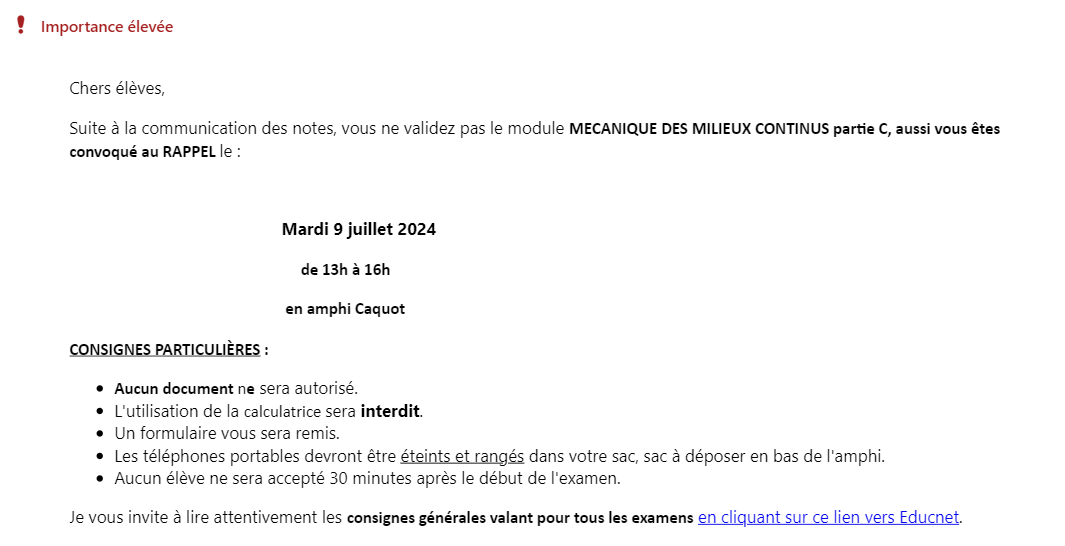 Importance élevée
Chers élèves,
Suite à la communication des notes, vous ne validez pas le module MECANIQUE DES MILIEUX CONTINUS partie C, aussi vous êtes
convoqué au RAPPEL le :
Mardi 9 juillet 2024
de 13h à 16h
en amphi Caquot
CONSIGNES PARTICULIÈRES :
• Aucun document ne sera autorisé.
• L'utilisation de la calculatrice sera interdit.
• Un formulaire vous sera remis.
• Les téléphones portables devront être éteints et rangés dans votre sac, sac à déposer en bas de l'amphi.
• Aucun élève ne sera accepté 30 minutes après le début de l'examen.
Je vous invite à lire attentivement les consignes générales valant pour tous les examens en cliquant sur ce lien vers Educnet.